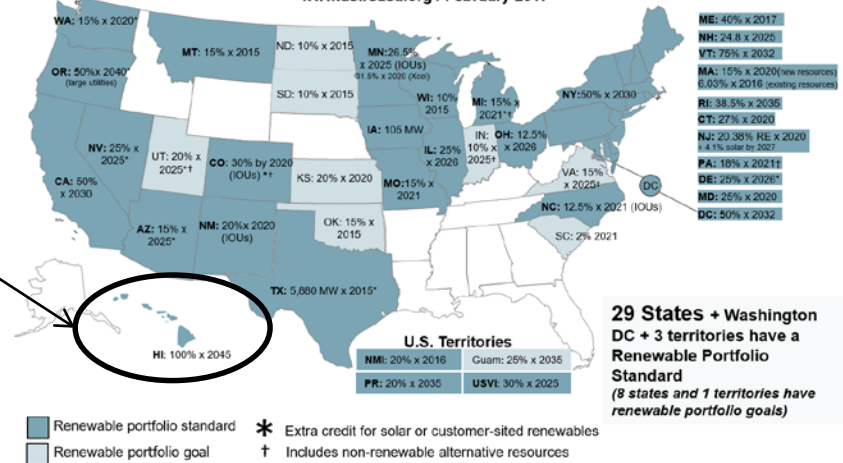 WA: 15% x 2020*
OR: 50%x 2040*
(large utilities)
CA: 50%
x 2030
NV: 25% x
2025*
AZ: 15% x
2025*
MT: 15% x 2015
UT: 20% x
2025*†
CO: 30% by 2020
(IOUs) *†
NM: 20%x 2020
(IOUs)
ND: 10% x 2015
SD: 10% x 2015
KS: 20% x 2020
OK: 15% x
2015
TX: 5,880 MW x 2015*
MN:26.5%
x 2025 (IOUs)
31.5% x 2020 (Xcel)
IA: 105 MW
MO:15% x
2021
WI: 10%
2015
IL: 25%
x 2026
MI: 15% x
2021*†
IN:
10% x
2025†
OH: 12.5%
x 2026
NY:50% x 2030
VA: 15%
x 2025†
NC: 12.5% x 2021 (IOUs)
SC: 2% 2021
DC
HI: 100% x 2045
ME: 40% x 2017
NH: 24.8 x 2025
VT: 75% x 2032
MA: 15% x 2020(new resources)
6.03% x 2016 (existing resources)
RI: 38.5% x 2035
CT: 27% x 2020
NJ: 20.38% RE x 2020
+ 4.1% solar by 2027
PA: 18% x 2021†
DE: 25% x 2026*
MD: 25% x 2020
DC: 50% x 2032
U.S. Territories
NMI: 20% x 2016
Guam: 25% x 2035
PR: 20% x 2035
USVI: 30% x 2025
29 States + Washington
DC + 3 territories have a
Renewable Portfolio
Standard
(8 states and 1 territories have
renewable portfolio goals)
Renewable portfolio standard
Renewable portfolio goal
* Extra credit for solar or customer-sited renewables
† Includes non-renewable alternative resources